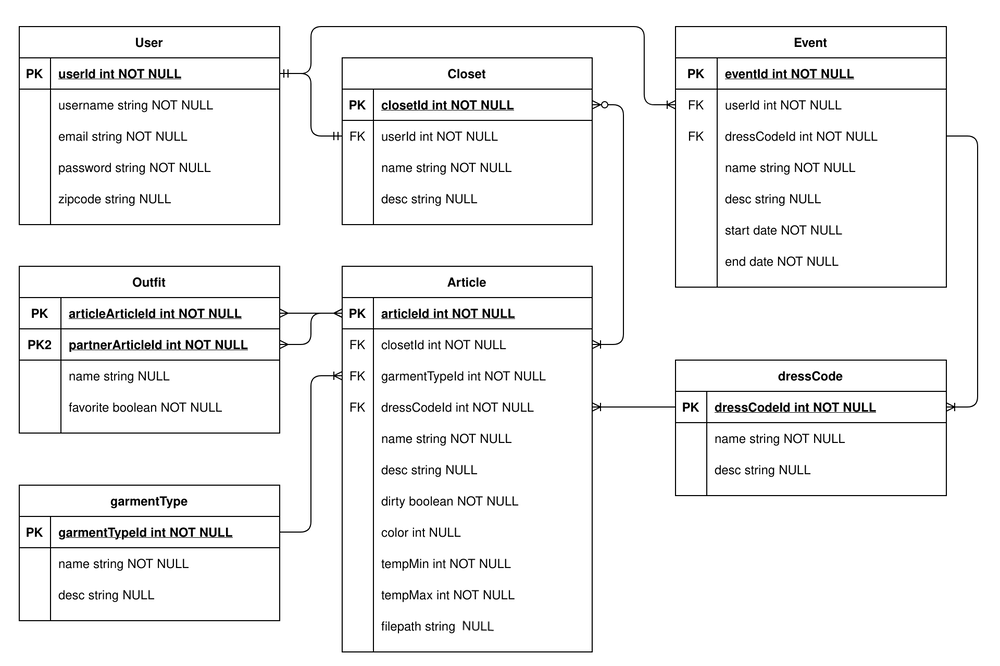 User
PK userId int NOT NULL
username string NOT NULL
email string NOT NULL
password string NOT NULL
zipcode string NULL
Closet
PK closetId int NOT NULL
FK userId int NOT NULL
name string NOT NULL
desc string NULL
Event
PK eventId int NOT NULL
FK userId int NOT NULL
FK dressCodeId int NOT NULL
name string NOT NULL
desc string NULL
start date NOT NULL
end date NOT NULL
Outfit
PK articleArticleId int NOT NULL
PK2 partnerArticleId int NOT NULL
name string NULL
favorite boolean NOT NULL
Article
PK articleId int NOT NULL
FK closetId int NOT NULL
FK garmentTypeId int NOT NULL
FK dressCodeId int NOT NULL
name string NOT NULL
desc string NULL
dirty boolean NOT NULL
color int NULL
tempMin int NOT NULL
tempMax int NOT NULL
filepath string  NULL
dressCode
PK dressCodeId int NOT NULL
name string NOT NULL
desc string NULL
garmentType
PK garmentTypeId int NOT NULL
name string NOT NULL
desc string NULL